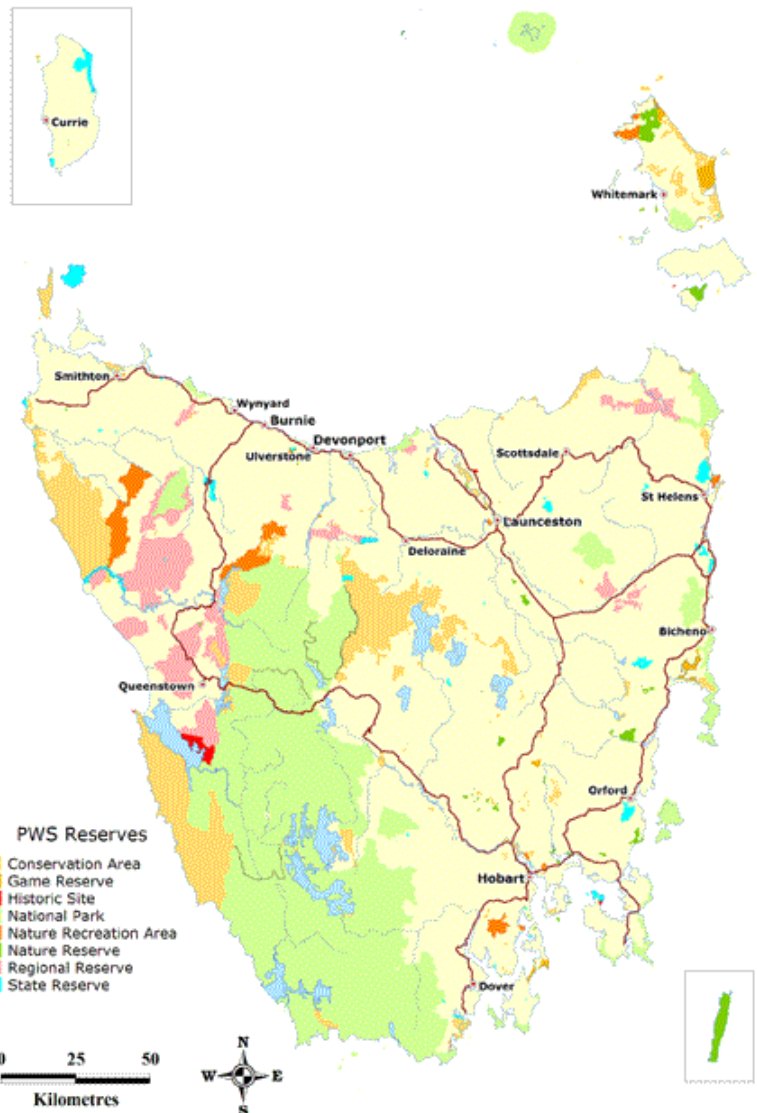 Currie
Whitemark
Smithton
Wynyard
Burnie
Devonport
Ulverstone
Scottsdale
St Helens
Launceston
Deloraine
Bicheno
Queenstown
Orford
PWS Reserves
Conservation Area
Game Reserve
Historic Site
National Park
Nature Recreation Area
Nature Reserve
Regional Reserve
State Reserve
Hobart
Dover
0 25 50
Kilometres
N
W E
S